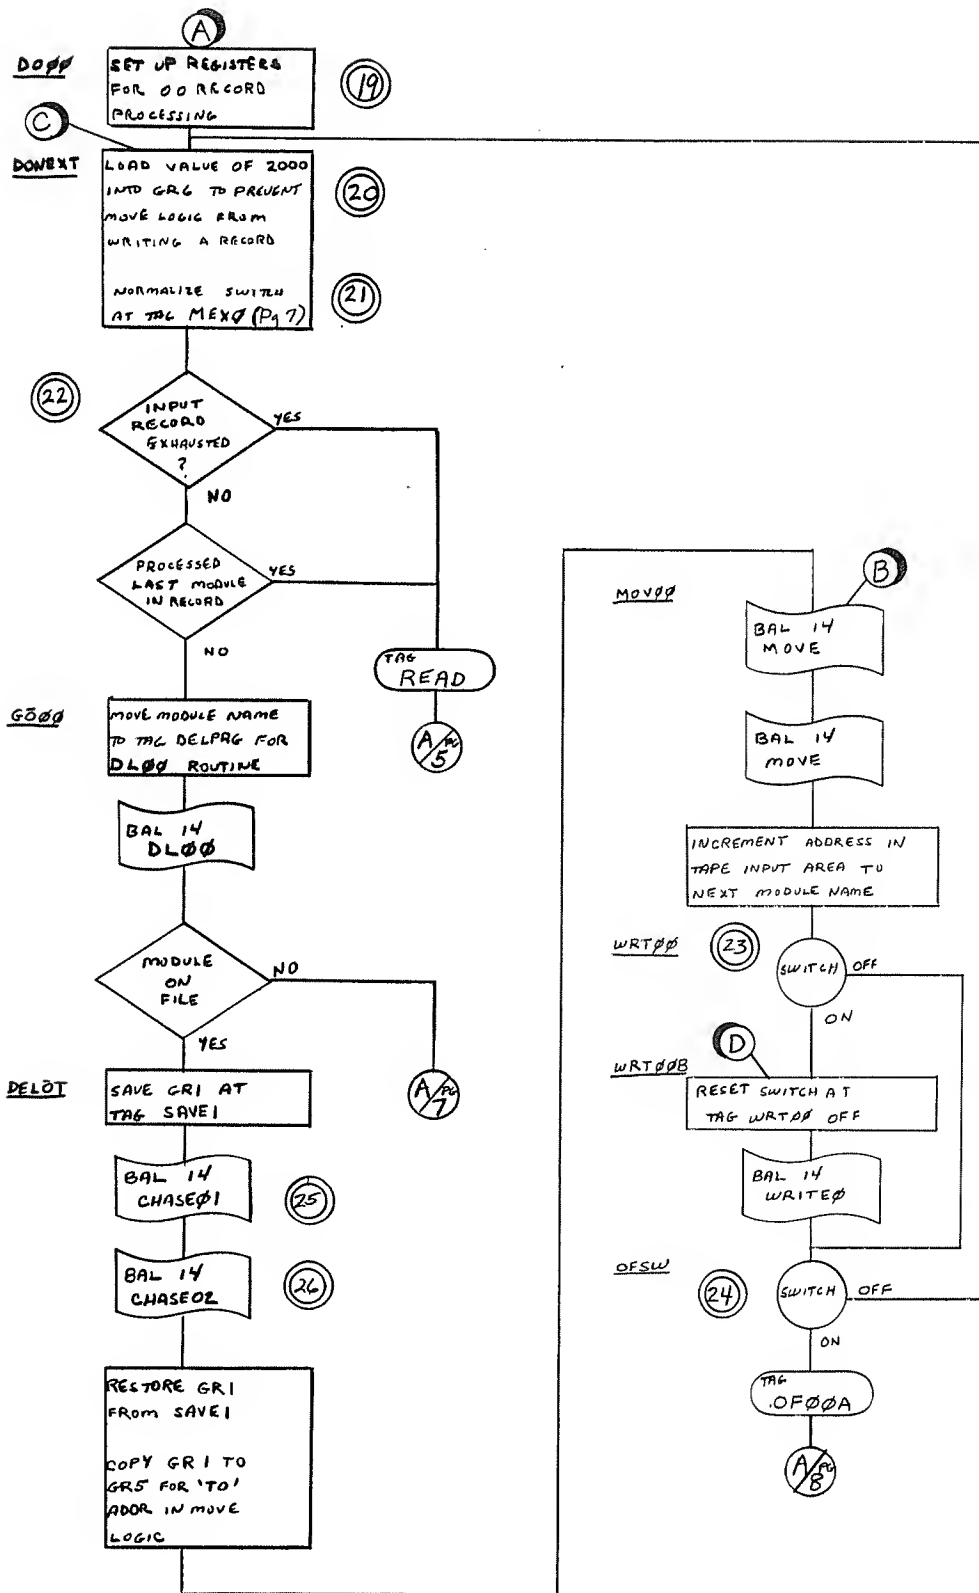 A
DOØØ
SET UP REGISTERS
FOR 00 RECORD
PROCESSING
19
C
DONEXT
LOAD VALUE OF 2000
INTO GR6 TO PREVENT
MOVE LOGIC FROM
WRITING A RECORD
20
NORMALIZE SWITCH
AT TAG MEXØ (Pg 7)
21
22
INPUT
RECORD
EXHAUSTED
?
YES
NO
PROCESSED
LAST MODULE
IN RECORD
YES
NO
TAG
READ
A/PG
5
GOØØ
MOVE MODULE NAME
TO TAG DELPRG FOR
DLØØ ROUTINE
BAL 14
DLØØ
MODULE
ON
FILE
NO
YES
A/PG
7
DELOT
SAVE GR1 AT
TAG SAVE1
BAL 14
CHASEØ1
25
BAL 14
CHASE02
26
RESTORE GR1
FROM SAVE1
COPY GR1 TO
GR5 FOR 'TO'
ADDR IN MOVE
LOGIC
MOVØØ
B
BAL 14
MOVE
BAL 14
MOVE
INCREMENT ADDRESS IN
TAPE INPUT AREA TO
NEXT MODULE NAME
WRTØØ
23
SWITCH
OFF
ON
D
WRTØØB
RESET SWITCH AT
TAG WRTØØ OFF
BAL 14
WRITEØ
OFSW
24
SWITCH
OFF
ON
TAG
.OFØØA
A/PG
8